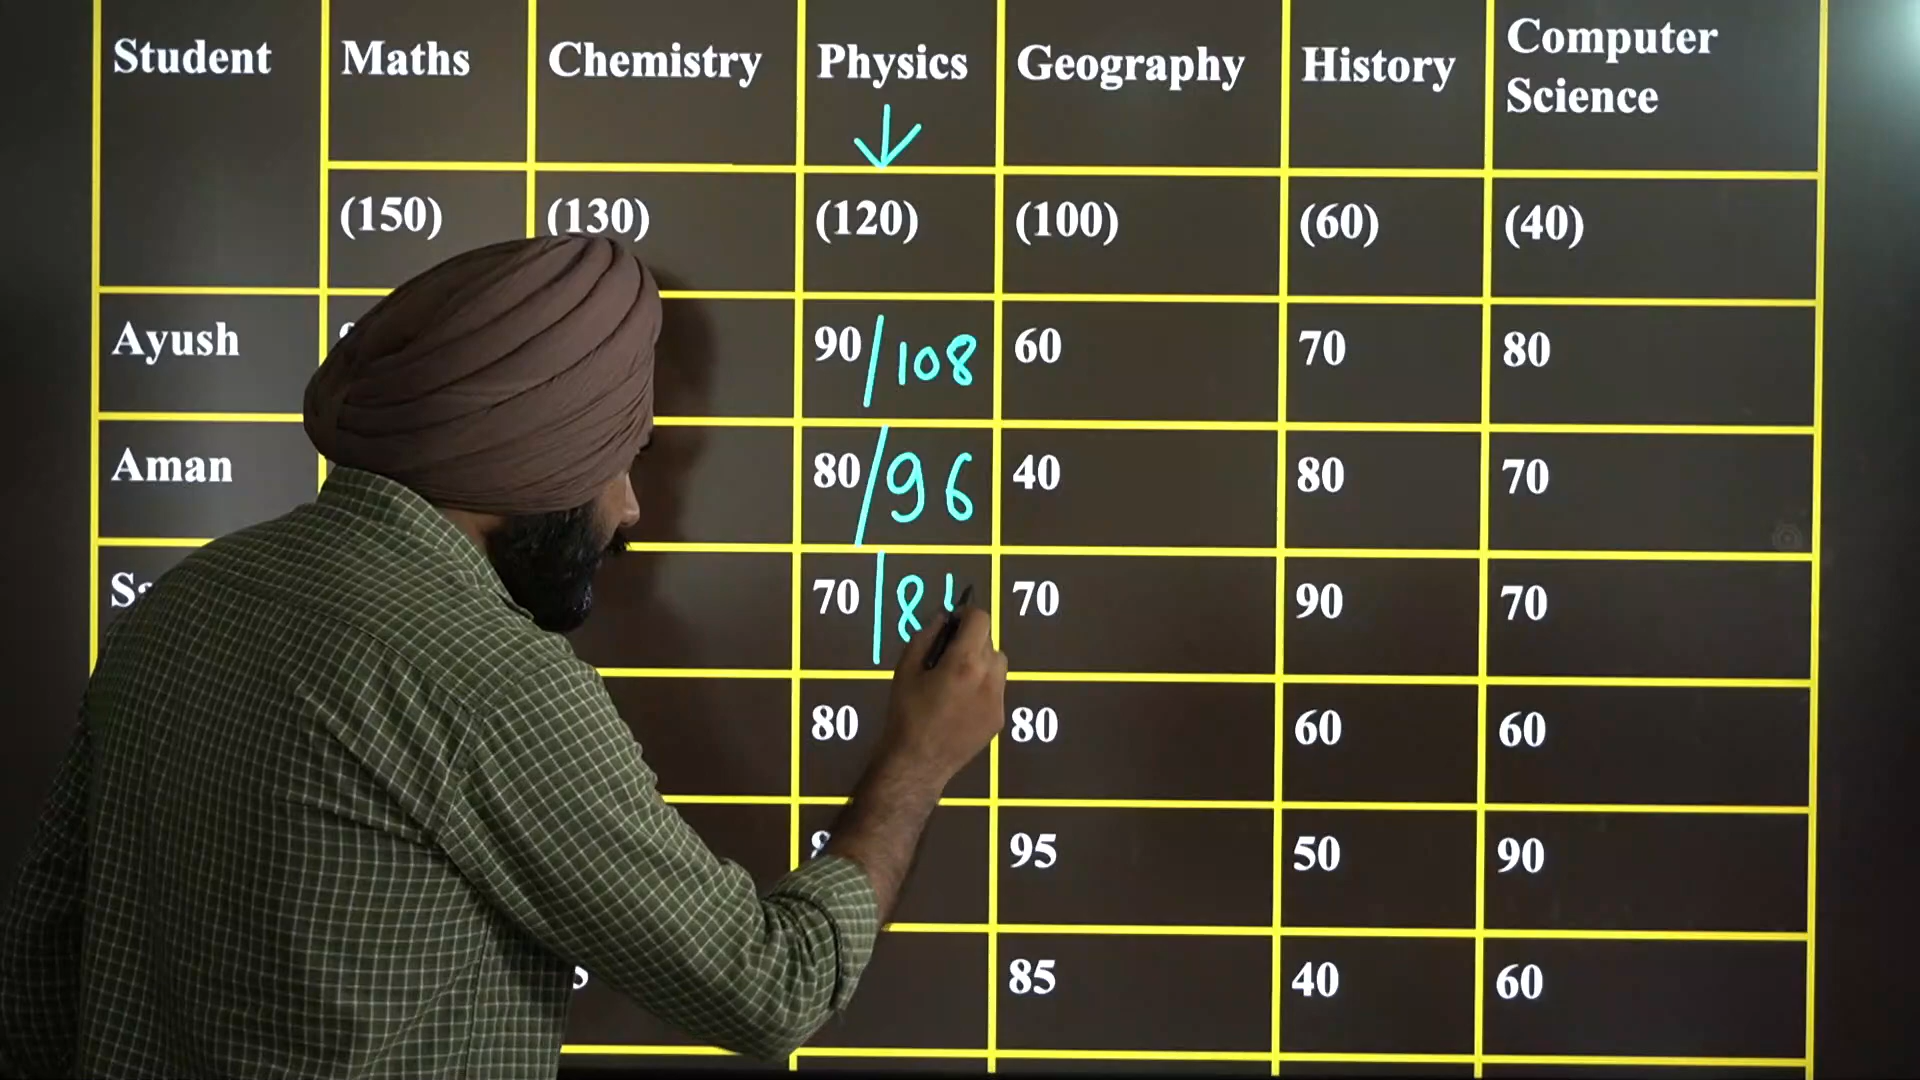 Student Maths Chemistry Physics Geography History Computer Science
(150) (130) (120) (100) (60) (40)
Ayush 90/108 60 70 80
Aman 80/96 40 80 70
70/84 70 90 70
80 80 60 60
95 50 90
85 40 60